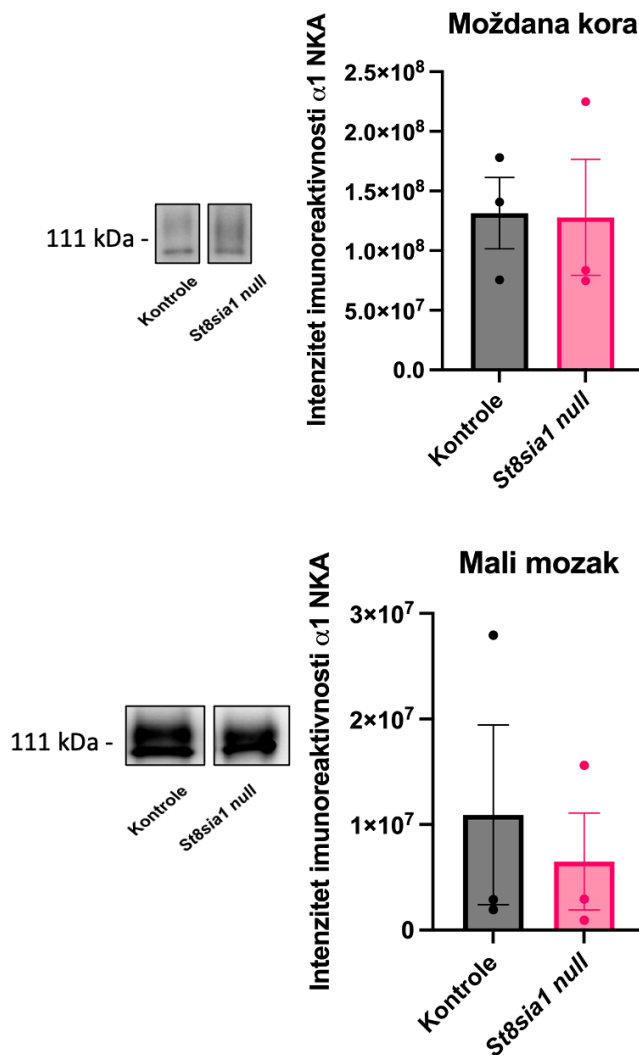 Moždana kora
Intenzitet imunoreaktivnosti α1 NKA
2.5×10⁸
2.0×10⁸
1.5×10⁸
1.0×10⁸
5.0×10⁷
0.0
Kontrole
St8sia1 null
111 kDa -
Kontrole
St8sia1 null
Mali mozak
Intenzitet imunoreaktivnosti α1 NKA
3×10⁷
2×10⁷
1×10⁷
0
Kontrole
St8sia1 null
111 kDa -
Kontrole
St8sia1 null